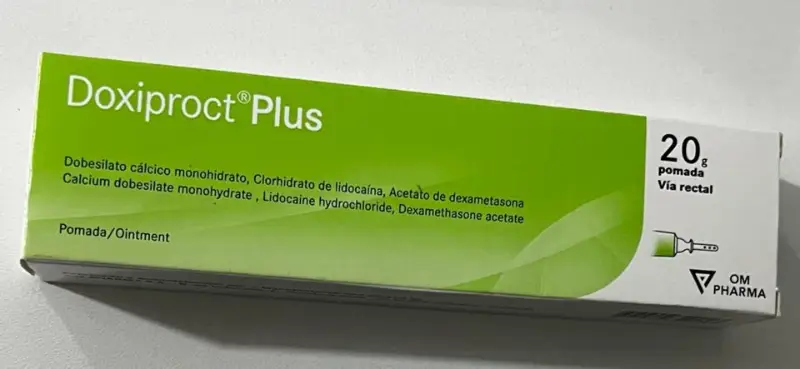 Doxiproct® Plus
Dobesilato cálcico monohidrato, Clorhidrato de lidocaína, Acetato de dexametasona
Calcium dobesilate monohydrate , Lidocaine hydrochloride, Dexamethasone acetate
Pomada/Ointment
20g
pomada
Vía rectal
OM
PHARMA